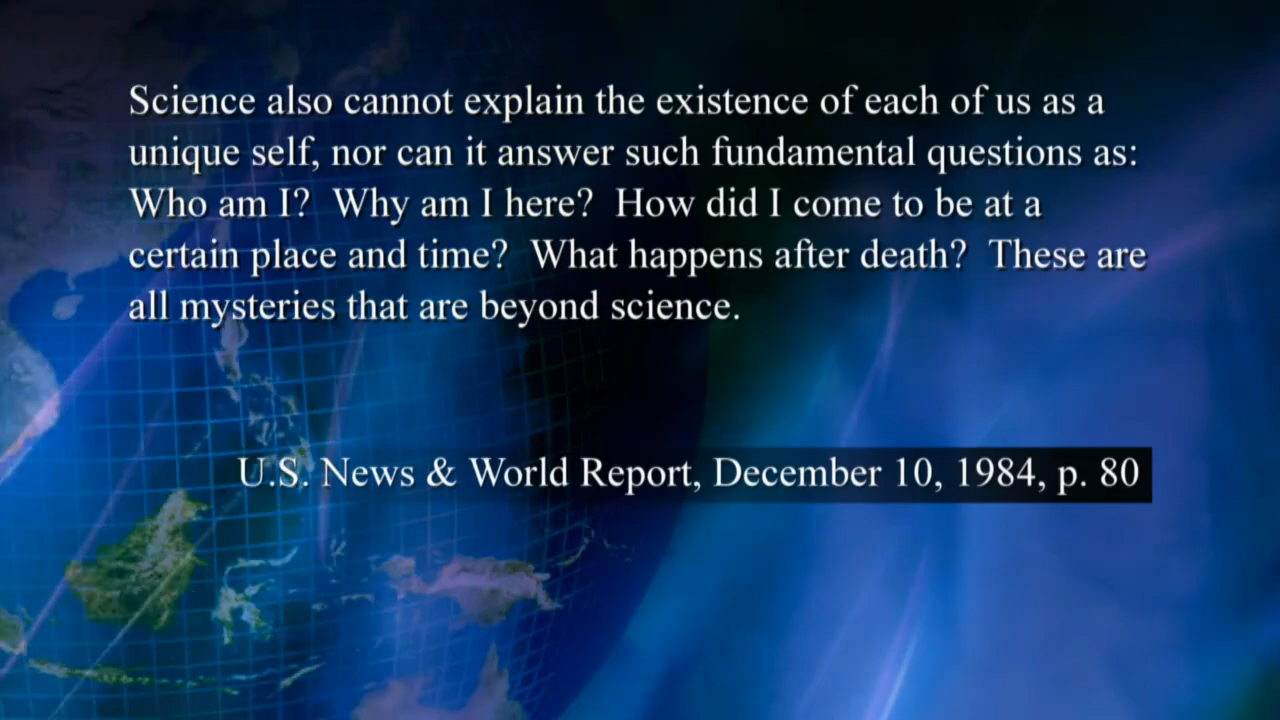 Science also cannot explain the existence of each of us as a
unique self, nor can it answer such fundamental questions as:
Who am I?  Why am I here?  How did I come to be at a
certain place and time?  What happens after death?  These are
all mysteries that are beyond science.
U.S. News & World Report, December 10, 1984, p. 80